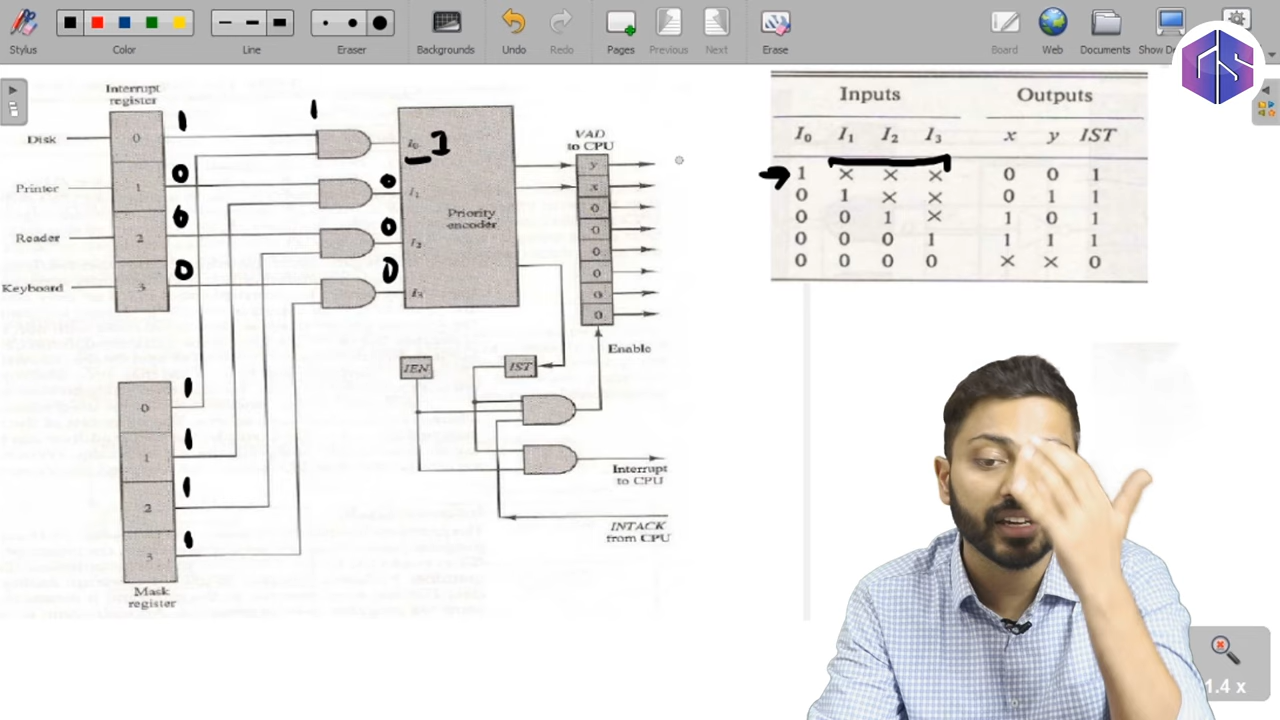 Stylus Color Line Eraser Backgrounds Undo Redo Pages Previous Next Erase Board Web Documents
Interrupt
register
Disk 0 1
Printer 1 0
Reader 2 0
Keyboard 3 0
1
I₀ 1
0 I₁
0 I₂
0 I₃
Priority
encoder
VAD
to CPU
y
x
0
0
0
0
0
0
Enable
IEN
IST
Interrupt
to CPU
INTACK
from CPU
0 1
1 1
2 1
3 1
Mask
register
Inputs Outputs
I₀ I₁ I₂ I₃ x y IST
1 × × × 0 0 1
0 1 × × 0 1 1
0 0 1 × 1 0 1
0 0 0 1 1 1 1
0 0 0 0 × × 0
1.4 x